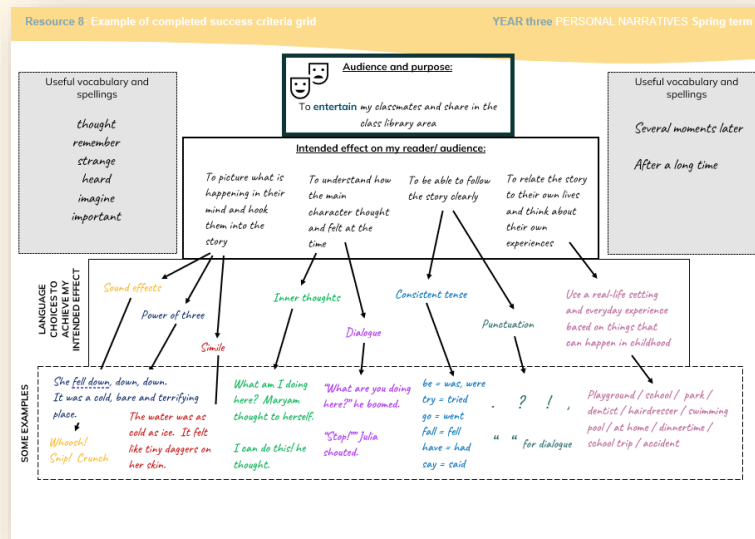 Resource 8: Example of completed success criteria grid
YEAR three PERSONAL NARRATIVES Spring term
Useful vocabulary and
spellings
thought
remember
strange
heard
imagine
important
Audience and purpose:
To entertain my classmates and share in the
class library area
Useful vocabulary and
spellings
Several moments later
After a long time
Intended effect on my reader/ audience:
To picture what is
happening in their
mind and hook
them into the
story
To understand how
the main
character thought
and felt at the
time
To be able to follow
the story clearly
To relate the story
to their own lives
and think about
their own
experiences
LANGUAGE
CHOICES TO
ACHIEVE MY
INTENDED EFFECT
Sound effects
Power of three
Simile
Inner thoughts
Dialogue
Consistent tense
Punctuation
Use a real-life setting
and everyday experience
based on things that
can happen in childhood
SOME EXAMPLES
She fell down, down, down.
It was a cold, bare and terrifying
place.
Whoosh!
Snip! Crunch
The water was as
cold as ice. It felt
like tiny daggers on
her skin.
What am I doing
here? Maryam
thought to herself.
I can do this! he
thought.
"What are you doing
here?" he boomed.
"Stop!"" Julia
shouted.
be = was, were
try = tried
go = went
fall = fell
have = had
say = said
. ? ! ,
" " for dialogue
Playground / school / park /
dentist / hairdresser / swimming
pool / at home / dinnertime /
school trip / accident